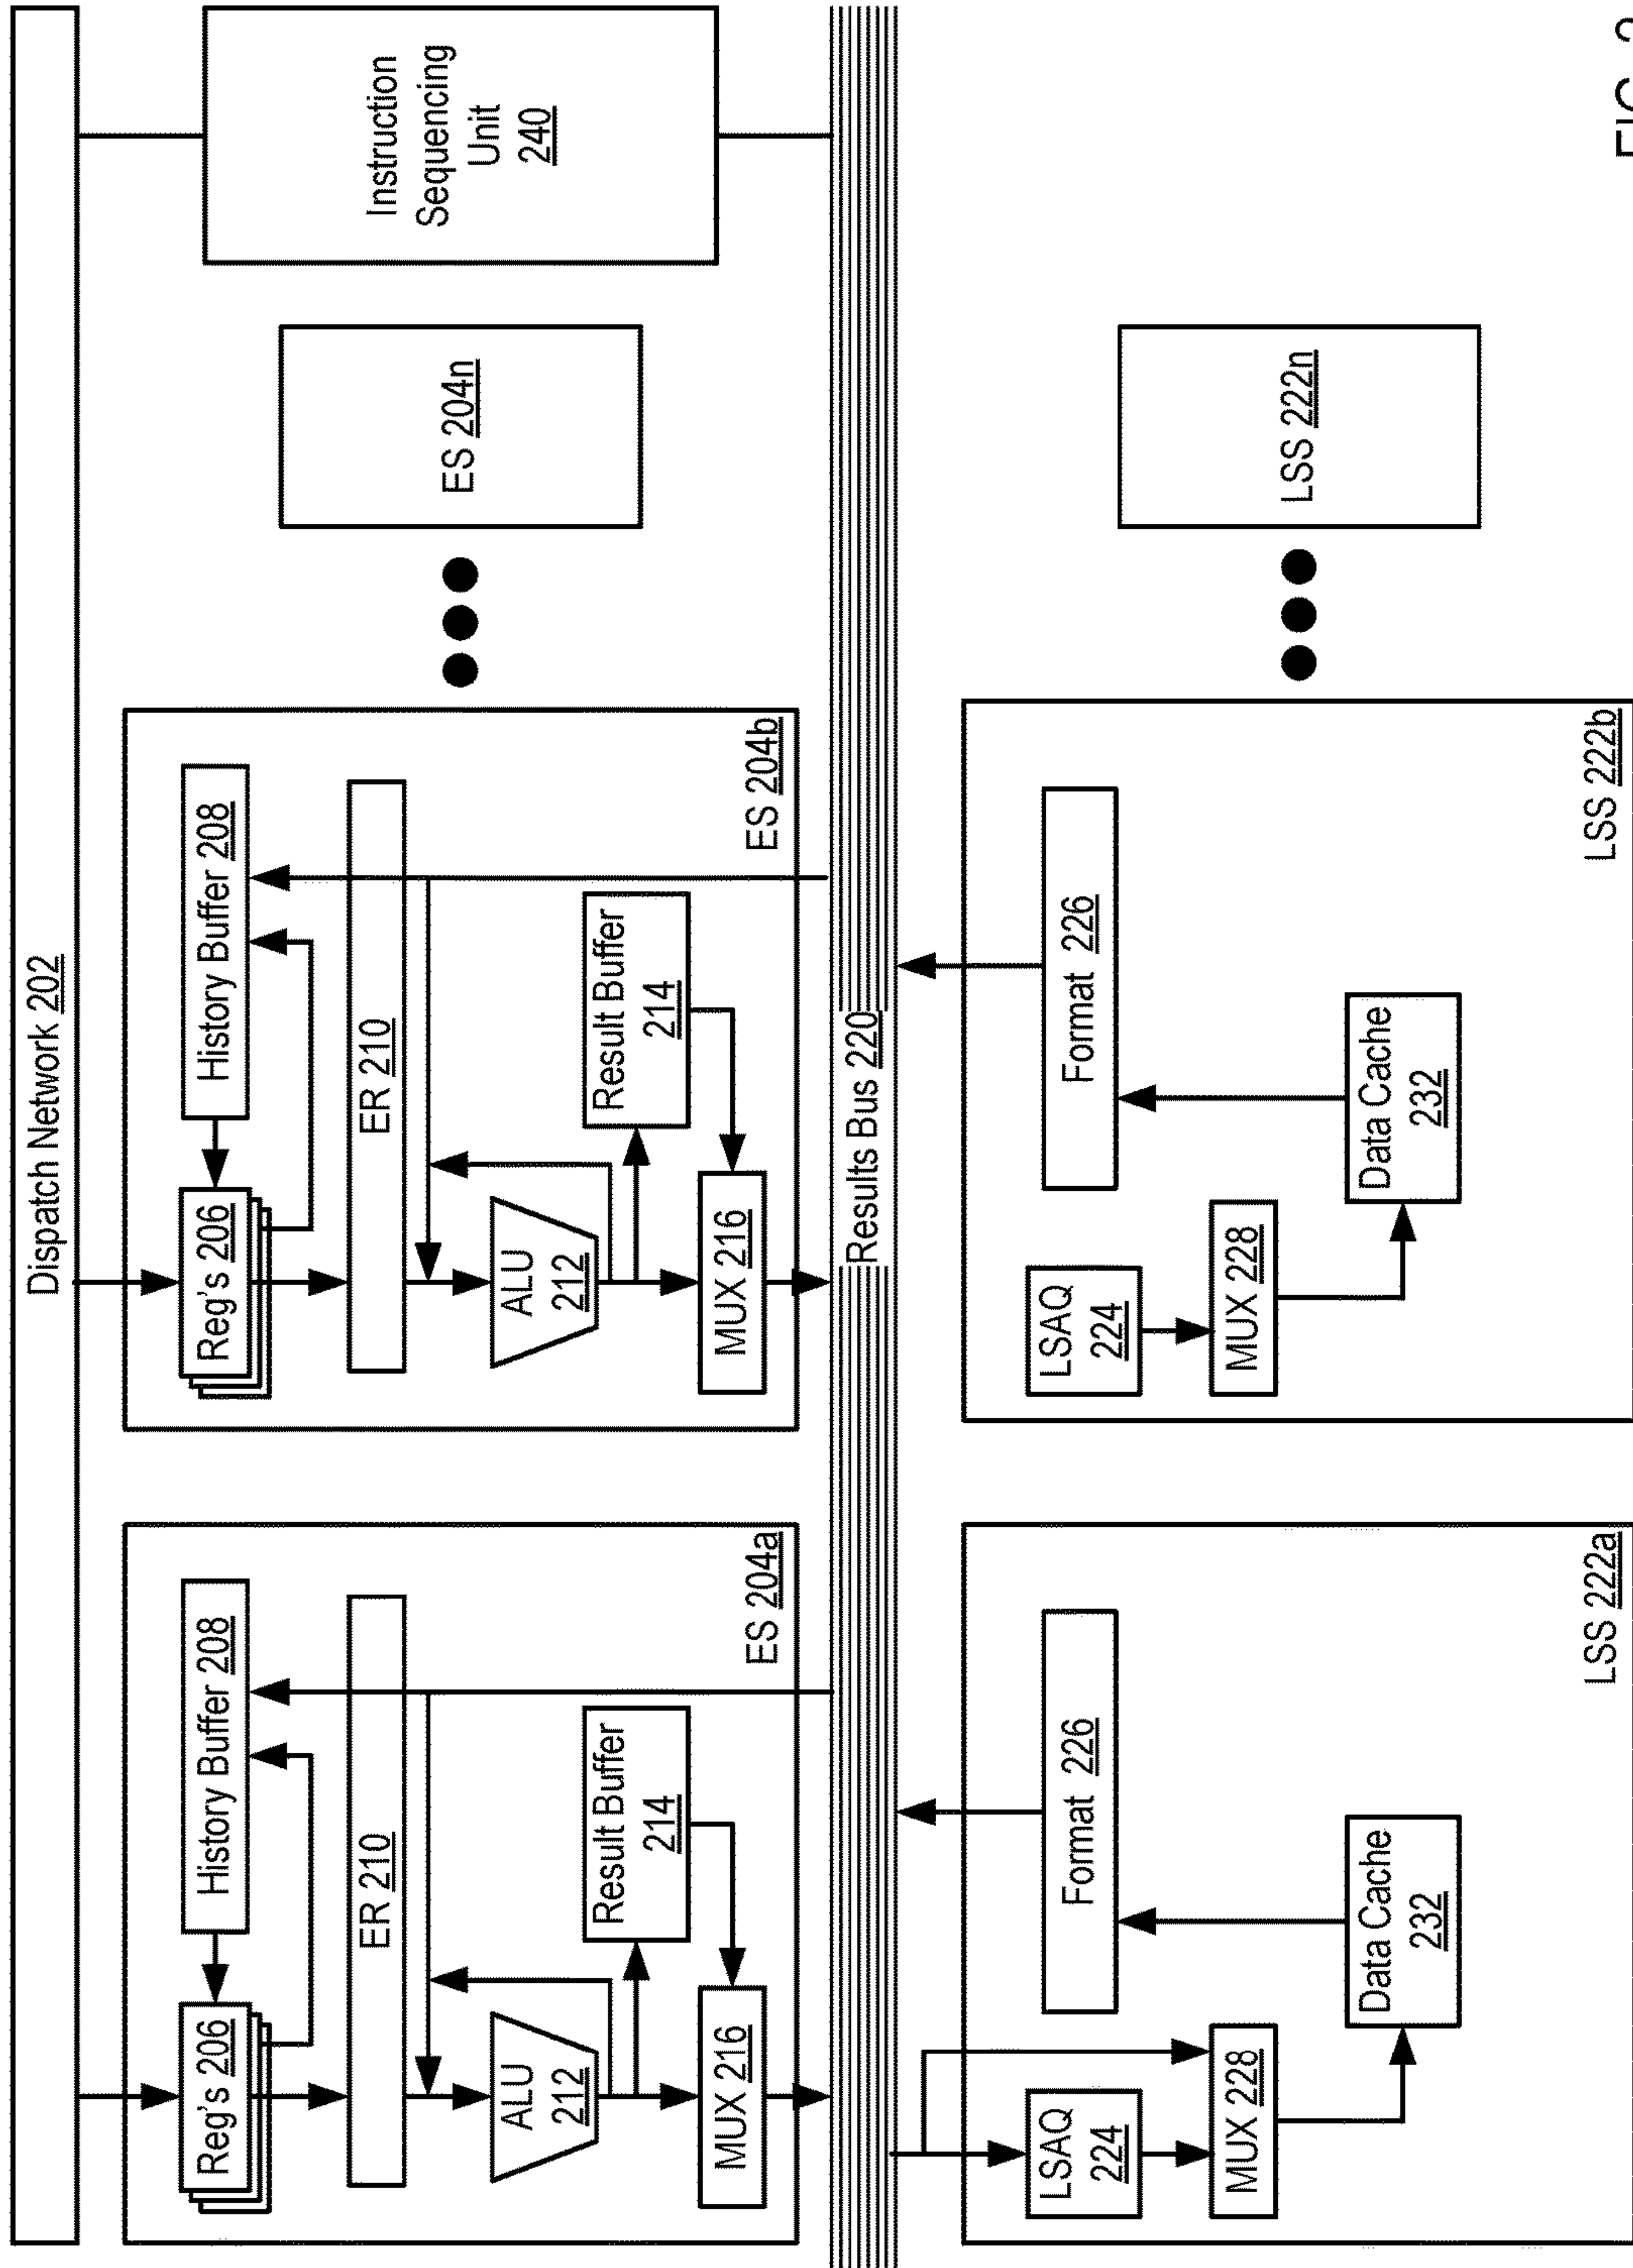 Dispatch Network 202
Reg's 206
History Buffer 208
ER 210
ALU
212
Result Buffer
214
MUX 216
ES 204a
Reg's 206
History Buffer 208
ER 210
ALU
212
Result Buffer
214
MUX 216
ES 204b
ES 204n
Instruction
Sequencing
Unit
240
Results Bus 220
LSAQ
224
Format 226
MUX 228
Data Cache
232
LSS 222a
LSAQ
224
Format 226
MUX 228
Data Cache
232
LSS 222b
LSS 222n